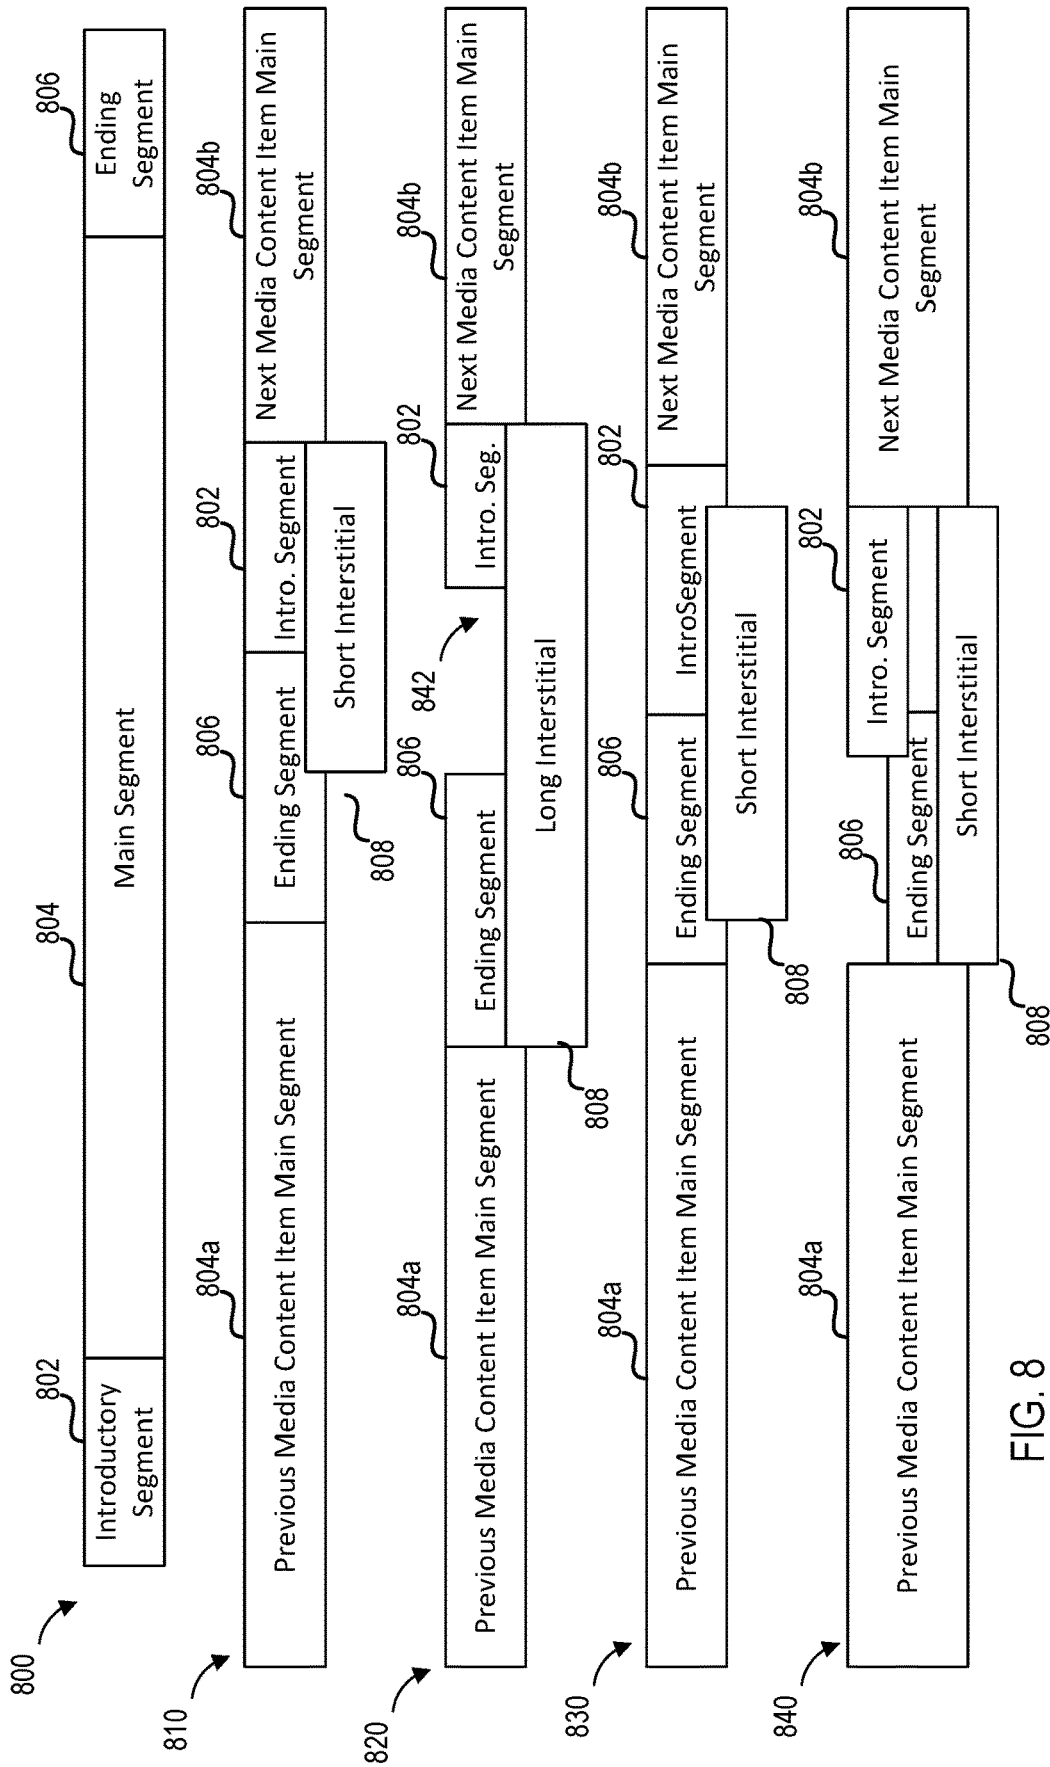 800
802
804
806
Introductory
Segment
Main Segment
Ending
Segment
810
804a
806
802
804b
Previous Media Content Item Main Segment
Ending Segment
Intro. Segment
Next Media Content Item Main
Segment
Short Interstitial
808
820
804a
806
842
802
804b
Previous Media Content Item Main Segment
Ending Segment
Intro. Seg.
Next Media Content Item Main
Segment
Long Interstitial
808
830
804a
806
802
804b
Previous Media Content Item Main Segment
Ending Segment
IntroSegment
Next Media Content Item Main
Segment
Short Interstitial
808
840
804a
806
802
804b
Previous Media Content Item Main Segment
Ending Segment
Intro. Segment
Next Media Content Item Main
Segment
Short Interstitial
808
FIG. 8